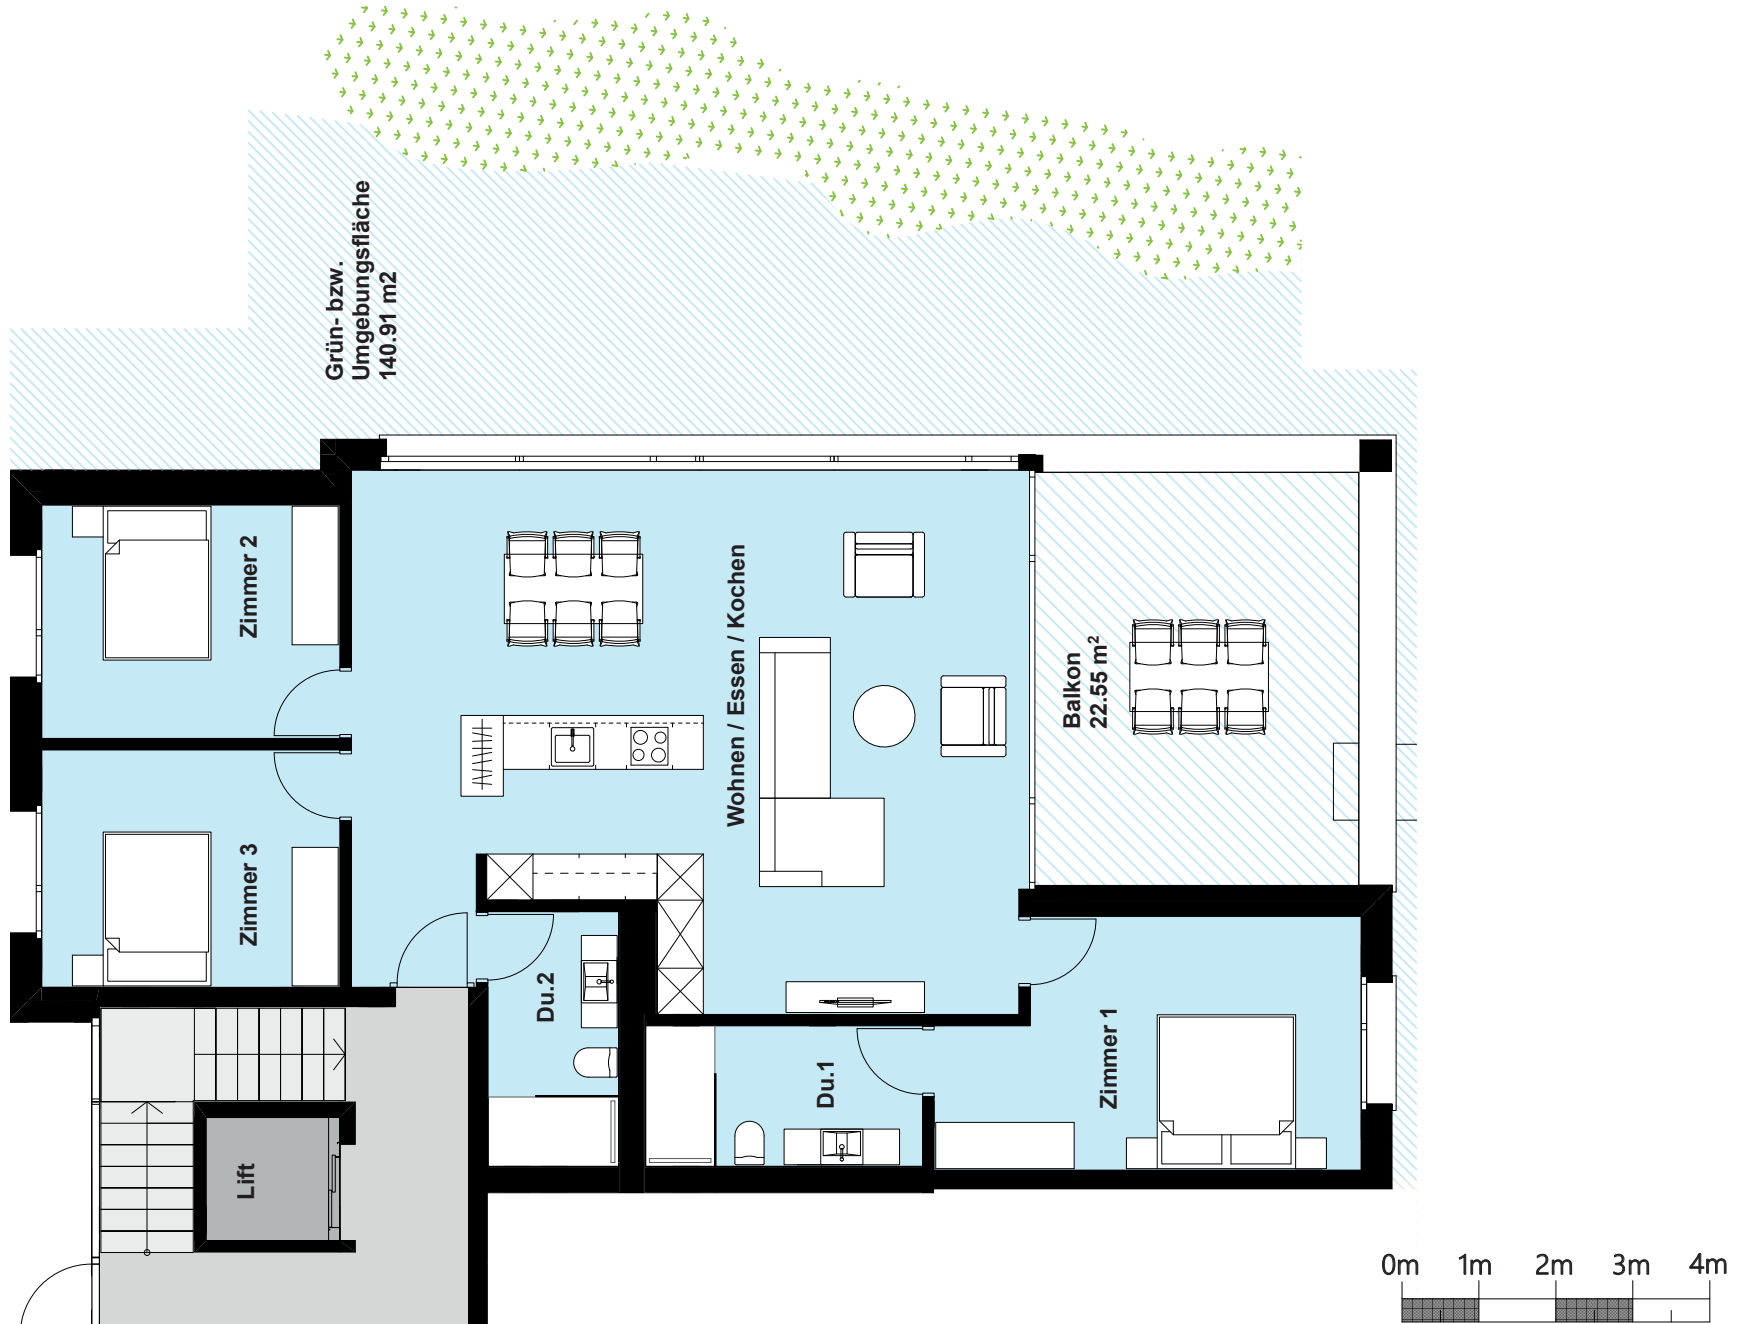 Grün- bzw.
Umgebungsfläche
140.91 m2
Zimmer 2
Zimmer 3
Wohnen / Essen / Kochen
Balkon
22.55 m²
Du.2
Du.1
Zimmer 1
Lift
0m 1m 2m 3m 4m